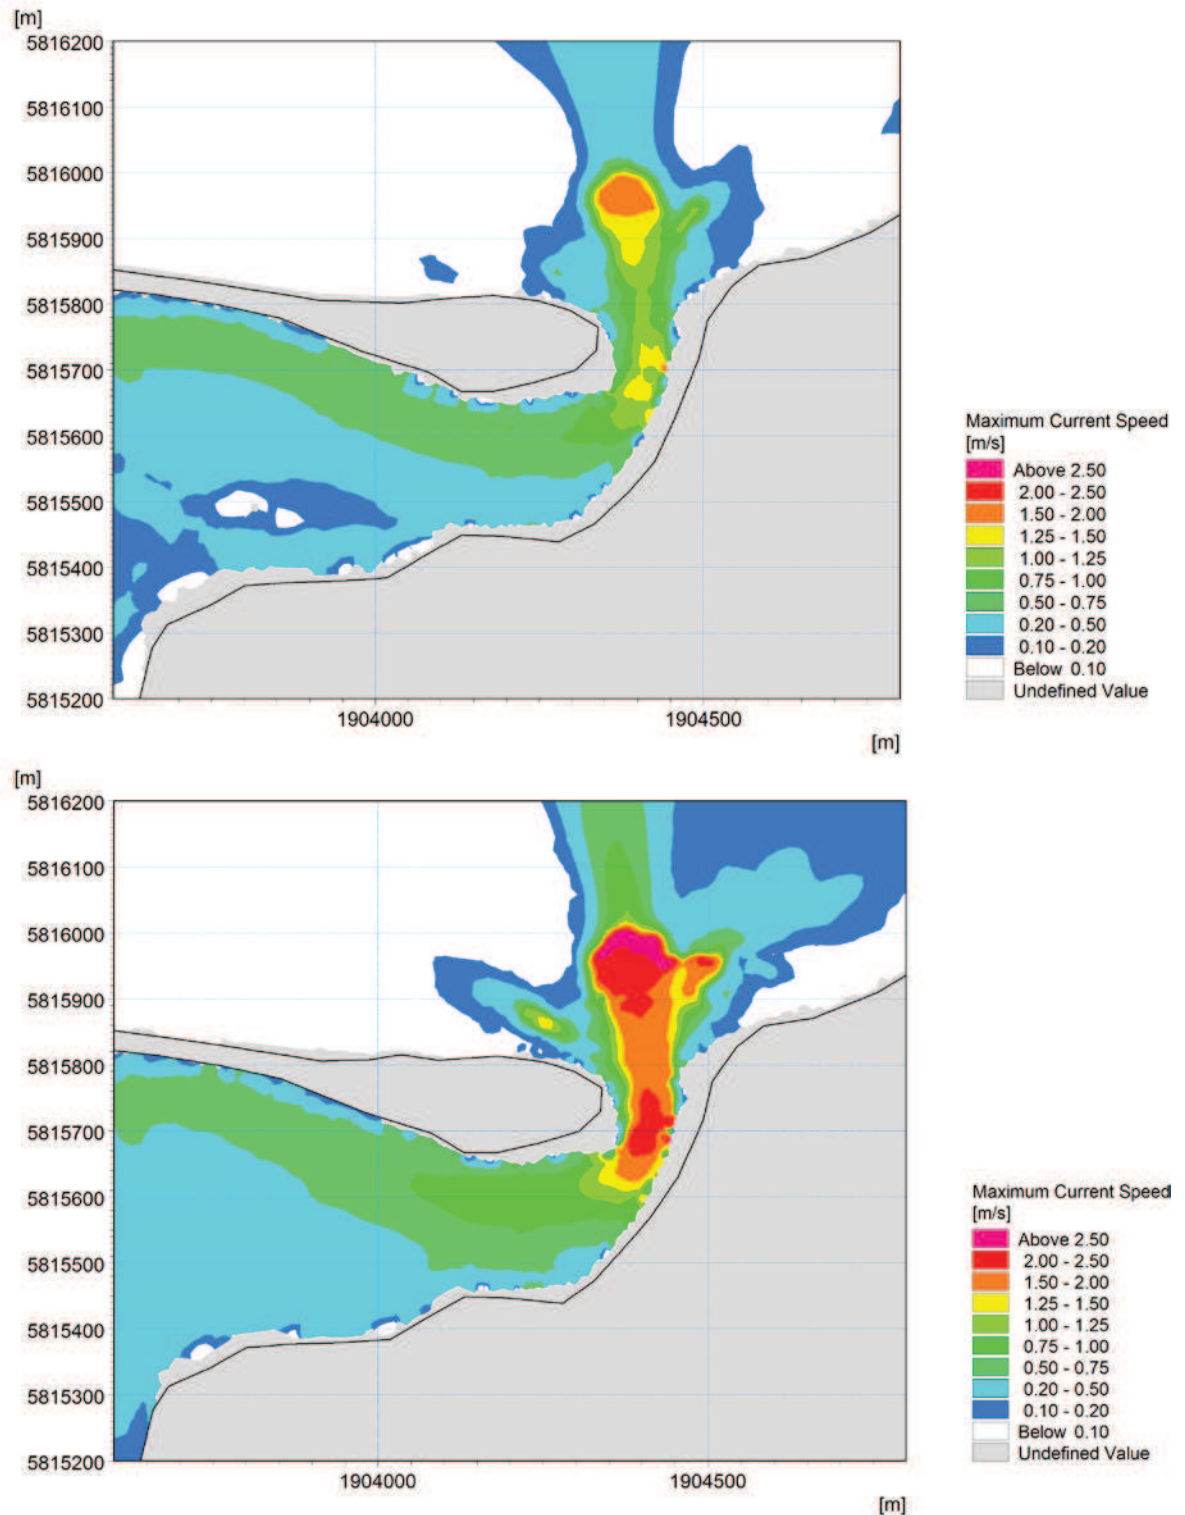 [m]
5816200
5816100
5816000
5815900
5815800
5815700
5815600
5815500
5815400
5815300
5815200
1904000 1904500
[m]
Maximum Current Speed
[m/s]
Above 2.50
2.00 - 2.50
1.50 - 2.00
1.25 - 1.50
1.00 - 1.25
0.75 - 1.00
0.50 - 0.75
0.20 - 0.50
0.10 - 0.20
Below 0.10
Undefined Value
[m]
5816200
5816100
5816000
5815900
5815800
5815700
5815600
5815500
5815400
5815300
5815200
1904000 1904500
[m]
Maximum Current Speed
[m/s]
Above 2.50
2.00 - 2.50
1.50 - 2.00
1.25 - 1.50
1.00 - 1.25
0.75 - 1.00
0.50 - 0.75
0.20 - 0.50
0.10 - 0.20
Below 0.10
Undefined Value